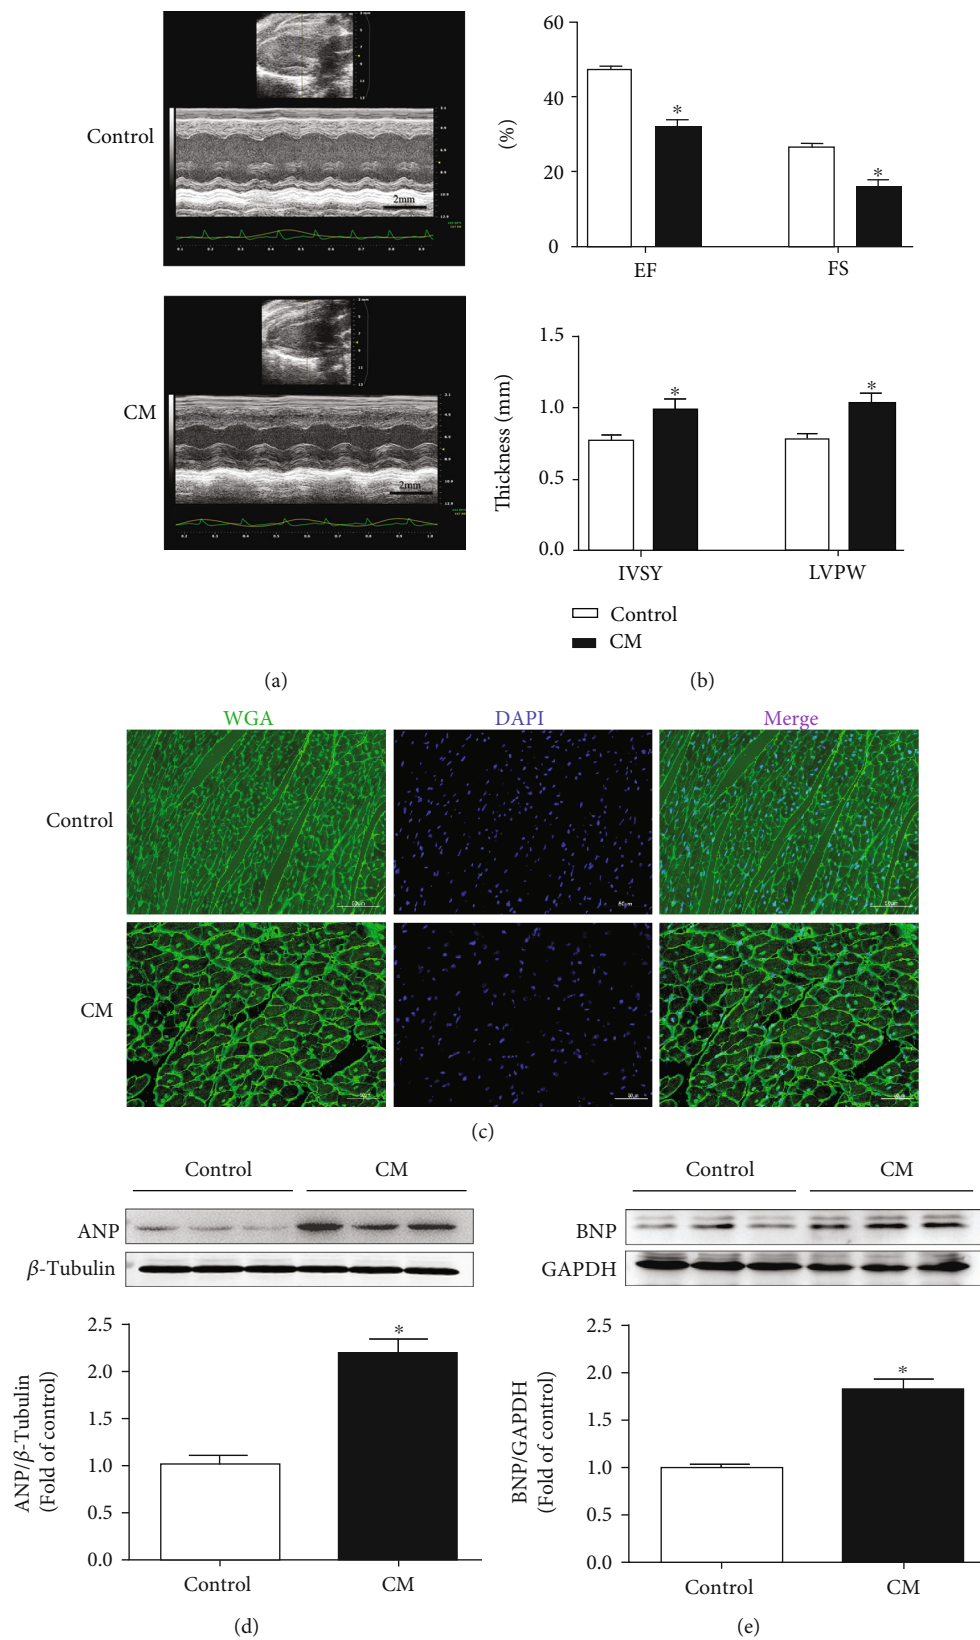 Control
2mm
CM
2mm
(a)
60
40
20
0
(%)
*
*
EF
FS
1.5
1.0
0.5
0.0
Thickness (mm)
*
*
IVSY
LVPW
Control
CM
(b)
WGA
DAPI
Merge
Control
CM
(c)
Control
CM
ANP
β-Tubulin
2.5
2.0
1.5
1.0
0.5
0.0
ANP/β-Tubulin
(Fold of control)
*
Control
CM
(d)
Control
CM
BNP
GAPDH
2.5
2.0
1.5
1.0
0.5
0.0
BNP/GAPDH
(Fold of control)
*
Control
CM
(e)